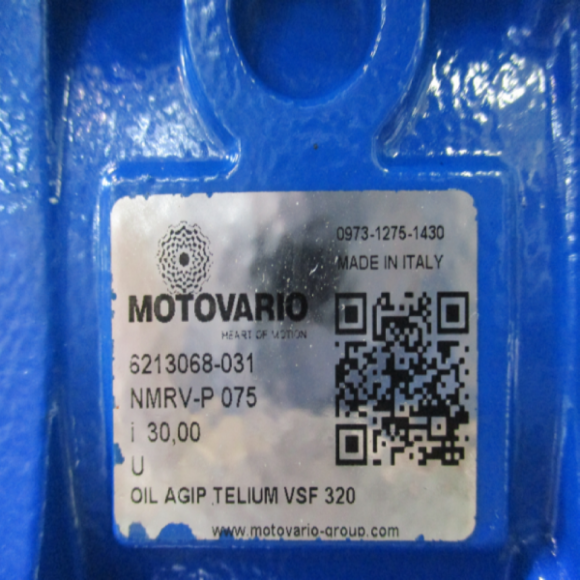 0973-1275-1430
MADE IN ITALY
MOTOVARIO
HEART OF MOTION
6213068-031
NMRV-P 075
i 30,00
U
OIL AGIP TELIUM VSF 320
www.motovario-group.com